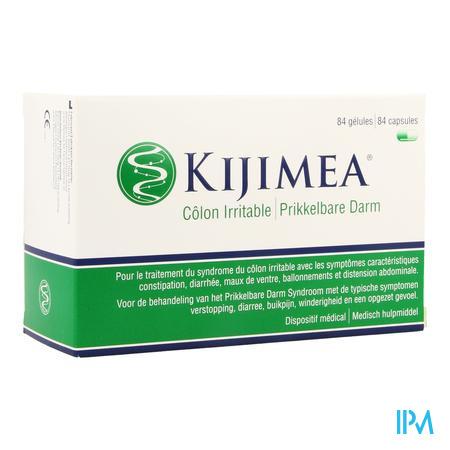 84 gélules | 84 capsules
KIJIMEA®
Côlon Irritable | Prikkelbare Darm
Pour le traitement du syndrome du côlon irritable avec les symptômes caractéristiques
constipation, diarrhée, maux de ventre, ballonnements et distension abdominale.
Voor de behandeling van het Prikkelbare Darm Syndroom met de typische symptomen
verstopping, diarree, buikpijn, winderigheid en een opgezet gevoel.
Dispositif médical | Medisch hulpmiddel
CE
IPM